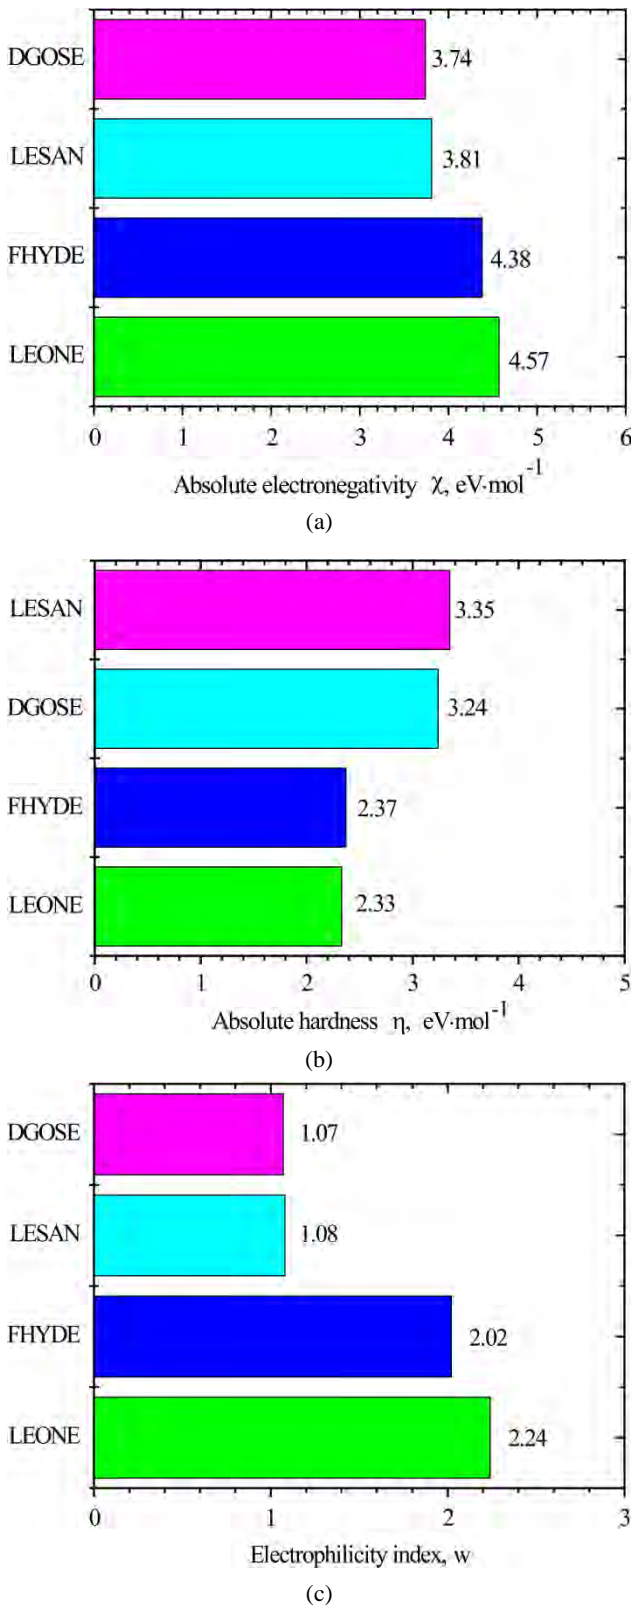 DGOSE
3.74
LESAN
3.81
FHYDE
4.38
LEONE
4.57
0 1 2 3 4 5 6
Absolute electronegativity χ, eV·mol⁻¹
(a)
LESAN
3.35
DGOSE
3.24
FHYDE
2.37
LEONE
2.33
0 1 2 3 4 5
Absolute hardness η, eV·mol⁻¹
(b)
DGOSE
1.07
LESAN
1.08
FHYDE
2.02
LEONE
2.24
0 1 2 3
Electrophilicity index, w
(c)